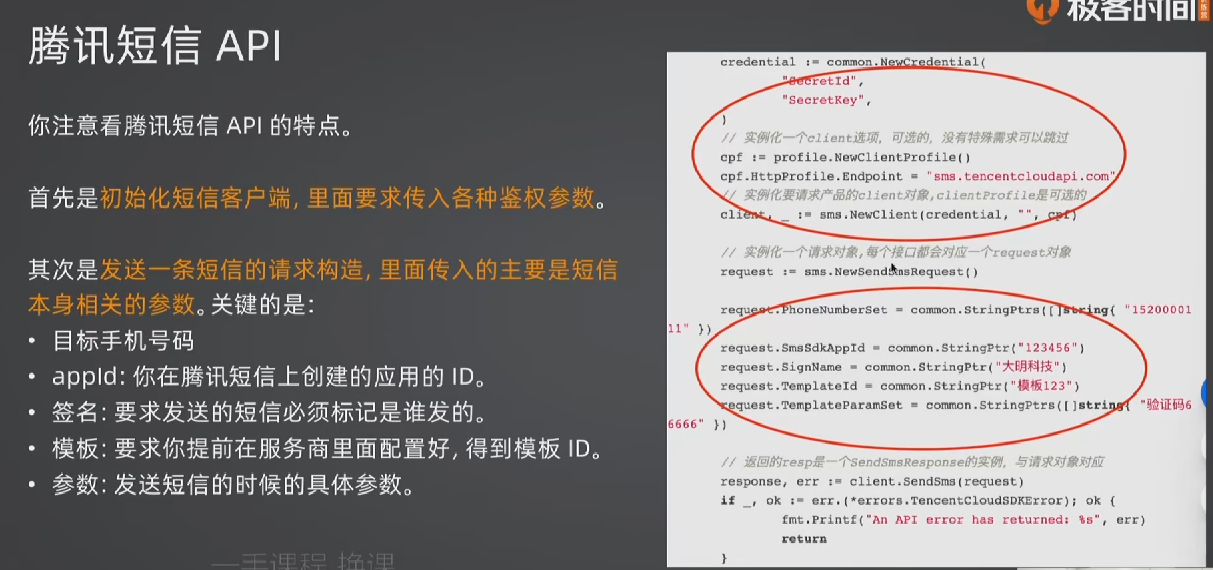 极客时间
腾讯短信 API
你注意看腾讯短信 API 的特点。
首先是初始化短信客户端, 里面要求传入各种鉴权参数。
其次是发送一条短信的请求构造, 里面传入的主要是短信
本身相关的参数。关键的是:
• 目标手机号码
• appId: 你在腾讯短信上创建的应用的 ID。
• 签名: 要求发送的短信必须标记是谁发的。
• 模板: 要求你提前在服务商里面配置好, 得到模板 ID。
• 参数: 发送短信的时候的具体参数。
credential := common.NewCredential(
"SecretId",
"SecretKey",
)
// 实例化一个client选项, 可选的, 没有特殊需求可以跳过
cpf := profile.NewClientProfile()
cpf.HttpProfile.Endpoint = "sms.tencentcloudapi.com"
// 实例化要请求产品的client对象,clientProfile是可选的
client, _ := sms.NewClient(credential, "", cpf)
// 实例化一个请求对象,每个接口都会对应一个request对象
request := sms.NewSendSmsRequest()
request.PhoneNumberSet = common.StringPtrs([]string{ "15200001
11" })
request.SmsSdkAppId = common.StringPtr("123456")
request.SignName = common.StringPtr("大明科技")
request.TemplateId = common.StringPtr("模板123")
request.TemplateParamSet = common.StringPtrs([]string{ "验证码6
6666" })
// 返回的resp是一个SendSmsResponse的实例, 与请求对象对应
response, err := client.SendSms(request)
if _, ok := err.(*errors.TencentCloudSDKError); ok {
fmt.Printf("An API error has returned: %s", err)
return
}
一手课程 换课